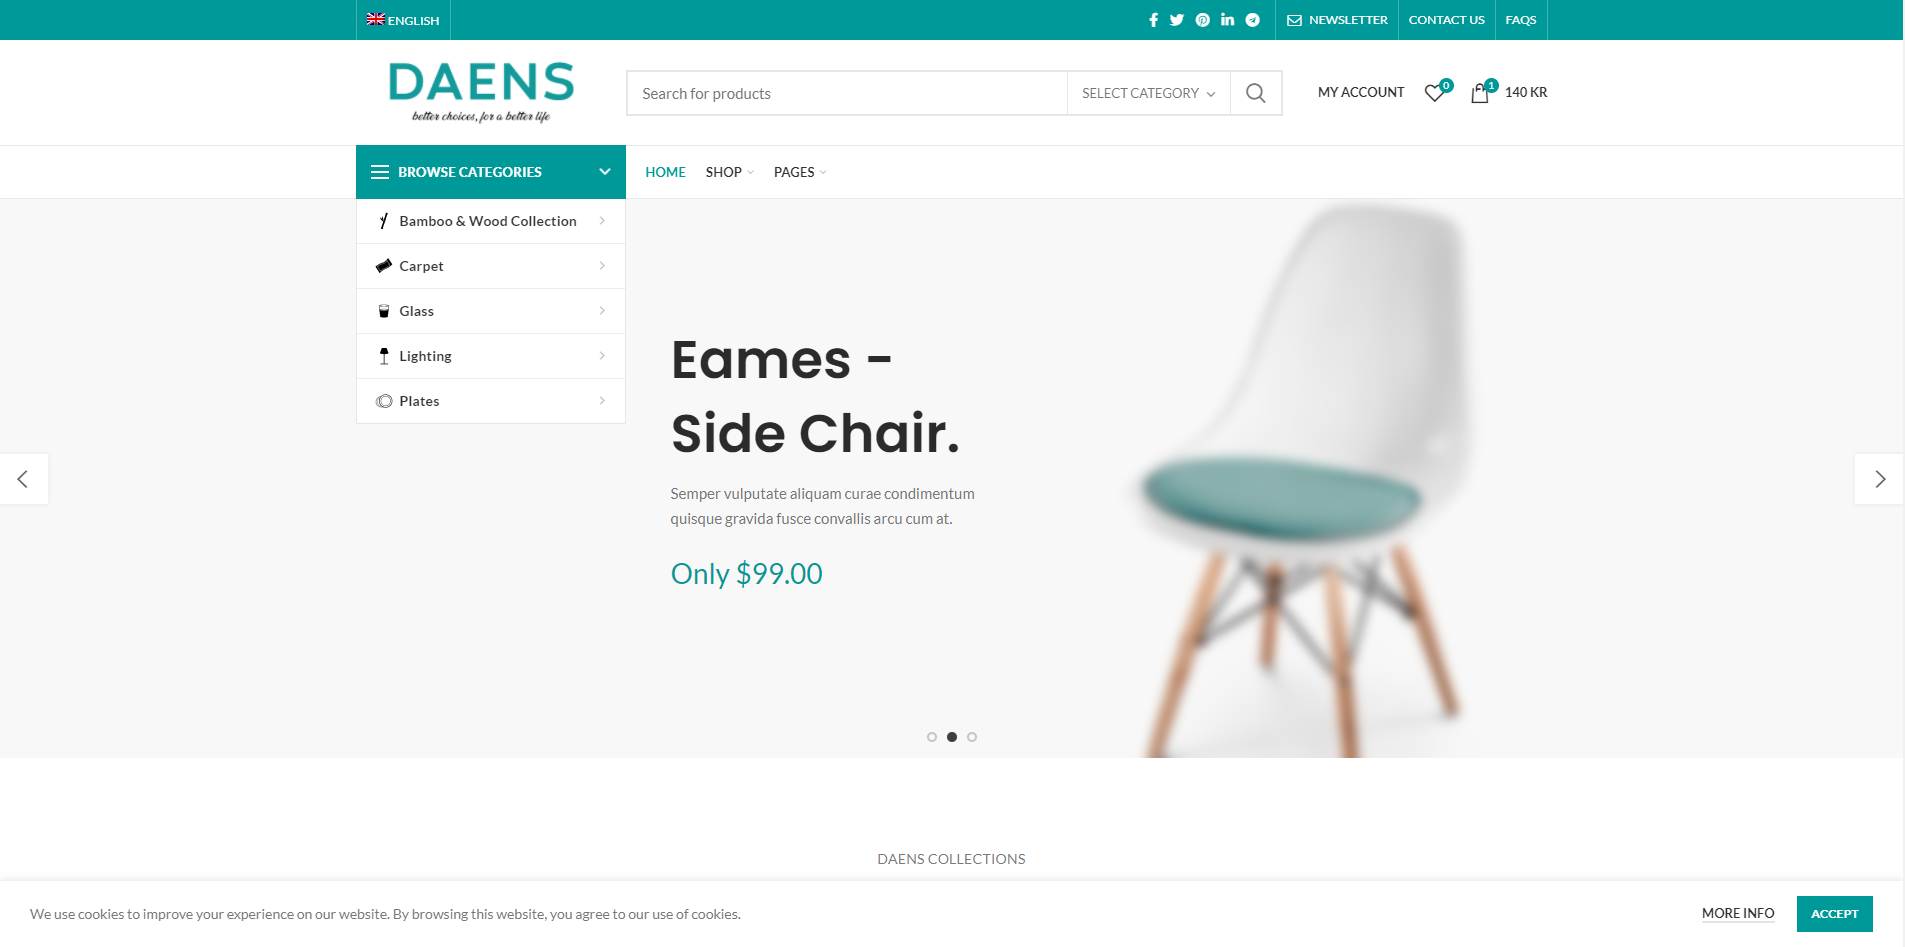 ENGLISH
NEWSLETTER
CONTACT US
FAQS
DAENS
better choices, for a better life
Search for products
SELECT CATEGORY
MY ACCOUNT
0
1
140 KR
BROWSE CATEGORIES
HOME
SHOP
PAGES
Bamboo & Wood Collection
Carpet
Glass
Lighting
Plates
Eames -
Side Chair.
Semper vulputate aliquam curae condimentum
quisque gravida fusce convallis arcu cum at.
Only $99.00
DAENS COLLECTIONS
We use cookies to improve your experience on our website. By browsing this website, you agree to our use of cookies.
MORE INFO
ACCEPT